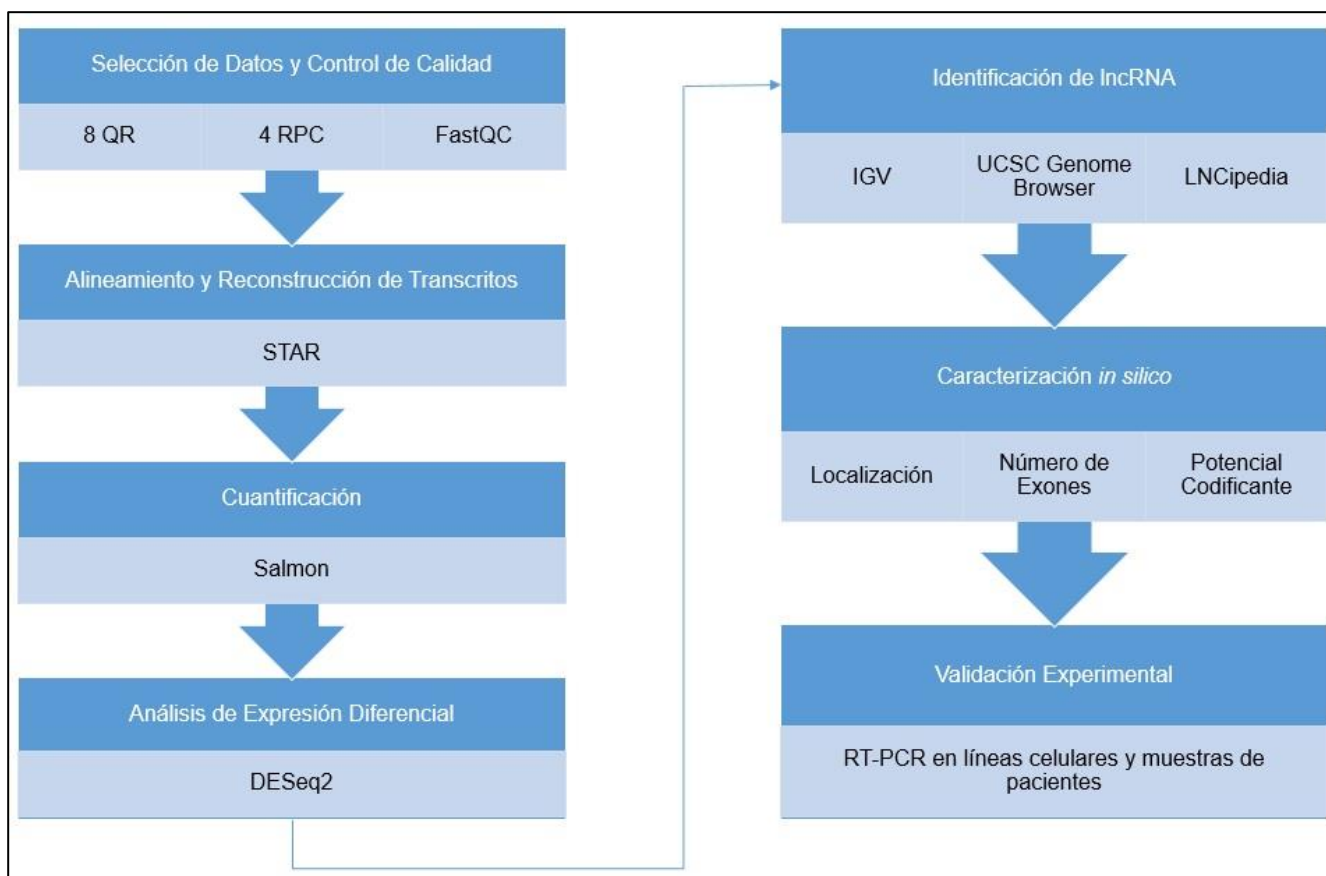 Selección de Datos y Control de Calidad
8 QR
4 RPC
FastQC
Alineamiento y Reconstrucción de Transcritos
STAR
Cuantificación
Salmon
Análisis de Expresión Diferencial
DESeq2
Identificación de lncRNA
IGV
UCSC Genome
Browser
LNCipedia
Caracterización in silico
Localización
Número de
Exones
Potencial
Codificante
Validación Experimental
RT-PCR en líneas celulares y muestras de
pacientes